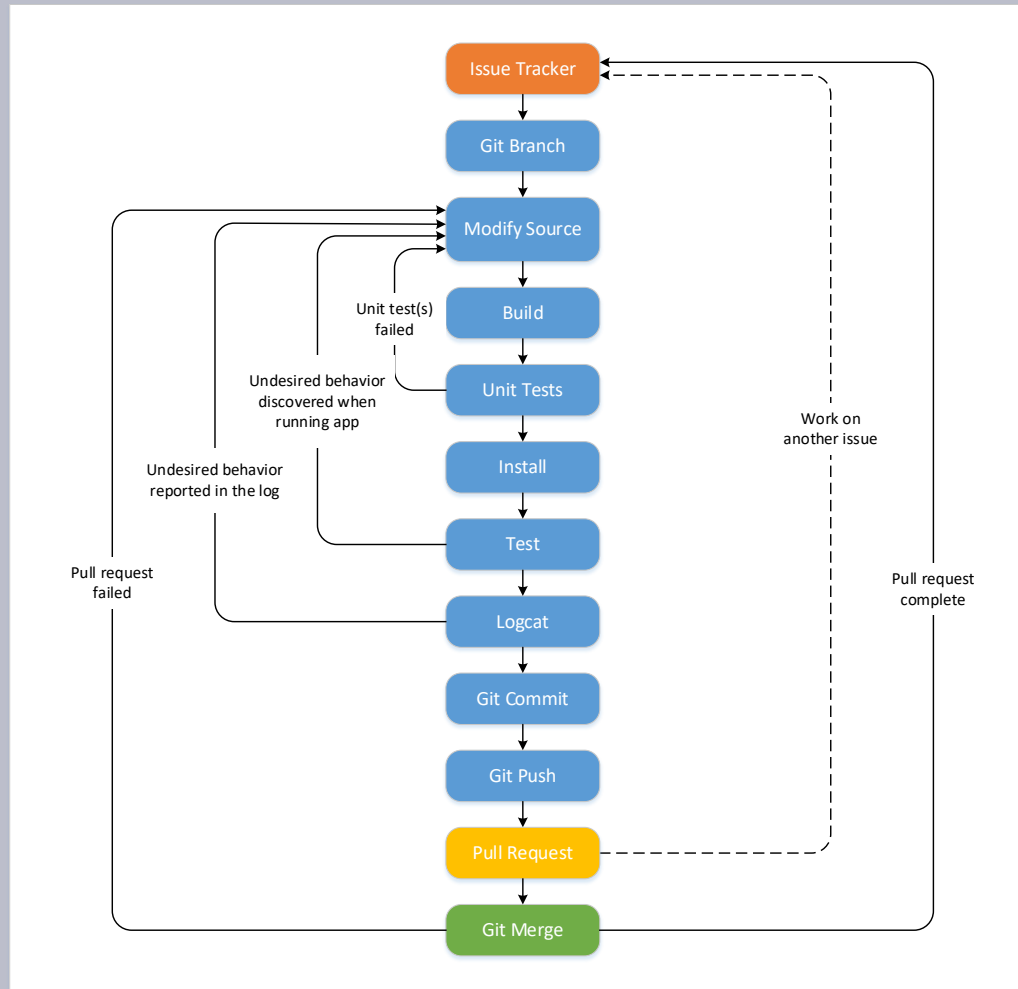 Issue Tracker
Git Branch
Modify Source
Unit test(s)
failed
Build
Undesired behavior
discovered when
running app
Unit Tests
Work on
another issue
Undesired behavior
reported in the log
Install
Test
Pull request
failed
Pull request
complete
Logcat
Git Commit
Git Push
Pull Request
Git Merge